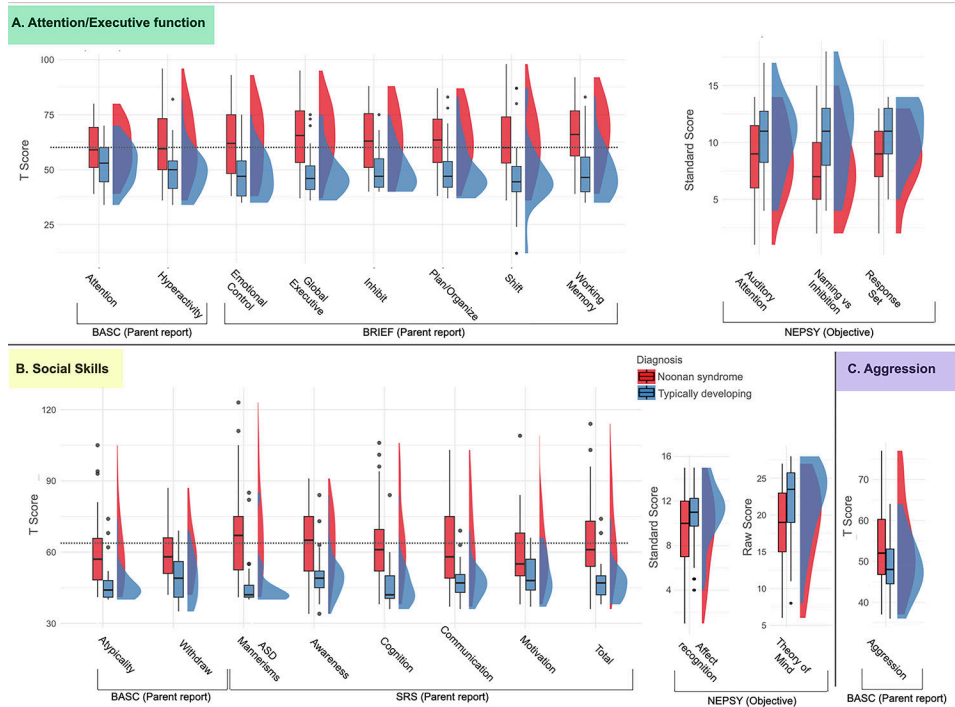 A. Attention/Executive function
100
75
50
25
T Score
Attention
Hyperactivity
Emotional
Control
Global
Executive
Inhibit
Plan/Organize
Shift
Working
Memory
BASC (Parent report)
BRIEF (Parent report)
15
10
5
Standard Score
Auditory
Attention
Naming vs
Inhibition
Response
Set
NEPSY (Objective)
B. Social Skills
Diagnosis
Noonan syndrome
Typically developing
C. Aggression
120
90
60
30
T Score
Atypicality
Withdraw
ASD
Mannerisms
Awareness
Cognition
Communication
Motivation
Total
BASC (Parent report)
SRS (Parent report)
16
12
8
4
Standard Score
Affect
recognition
25
20
15
10
5
Raw Score
Theory of
Mind
NEPSY (Objective)
70
60
50
40
T Score
Aggression
BASC (Parent report)